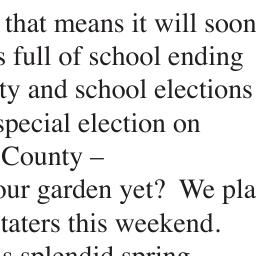 that means it will soon
s full of school ending
ty and school elections
special election on
County –
our garden yet?  We pla
taters this weekend.
s splendid spring